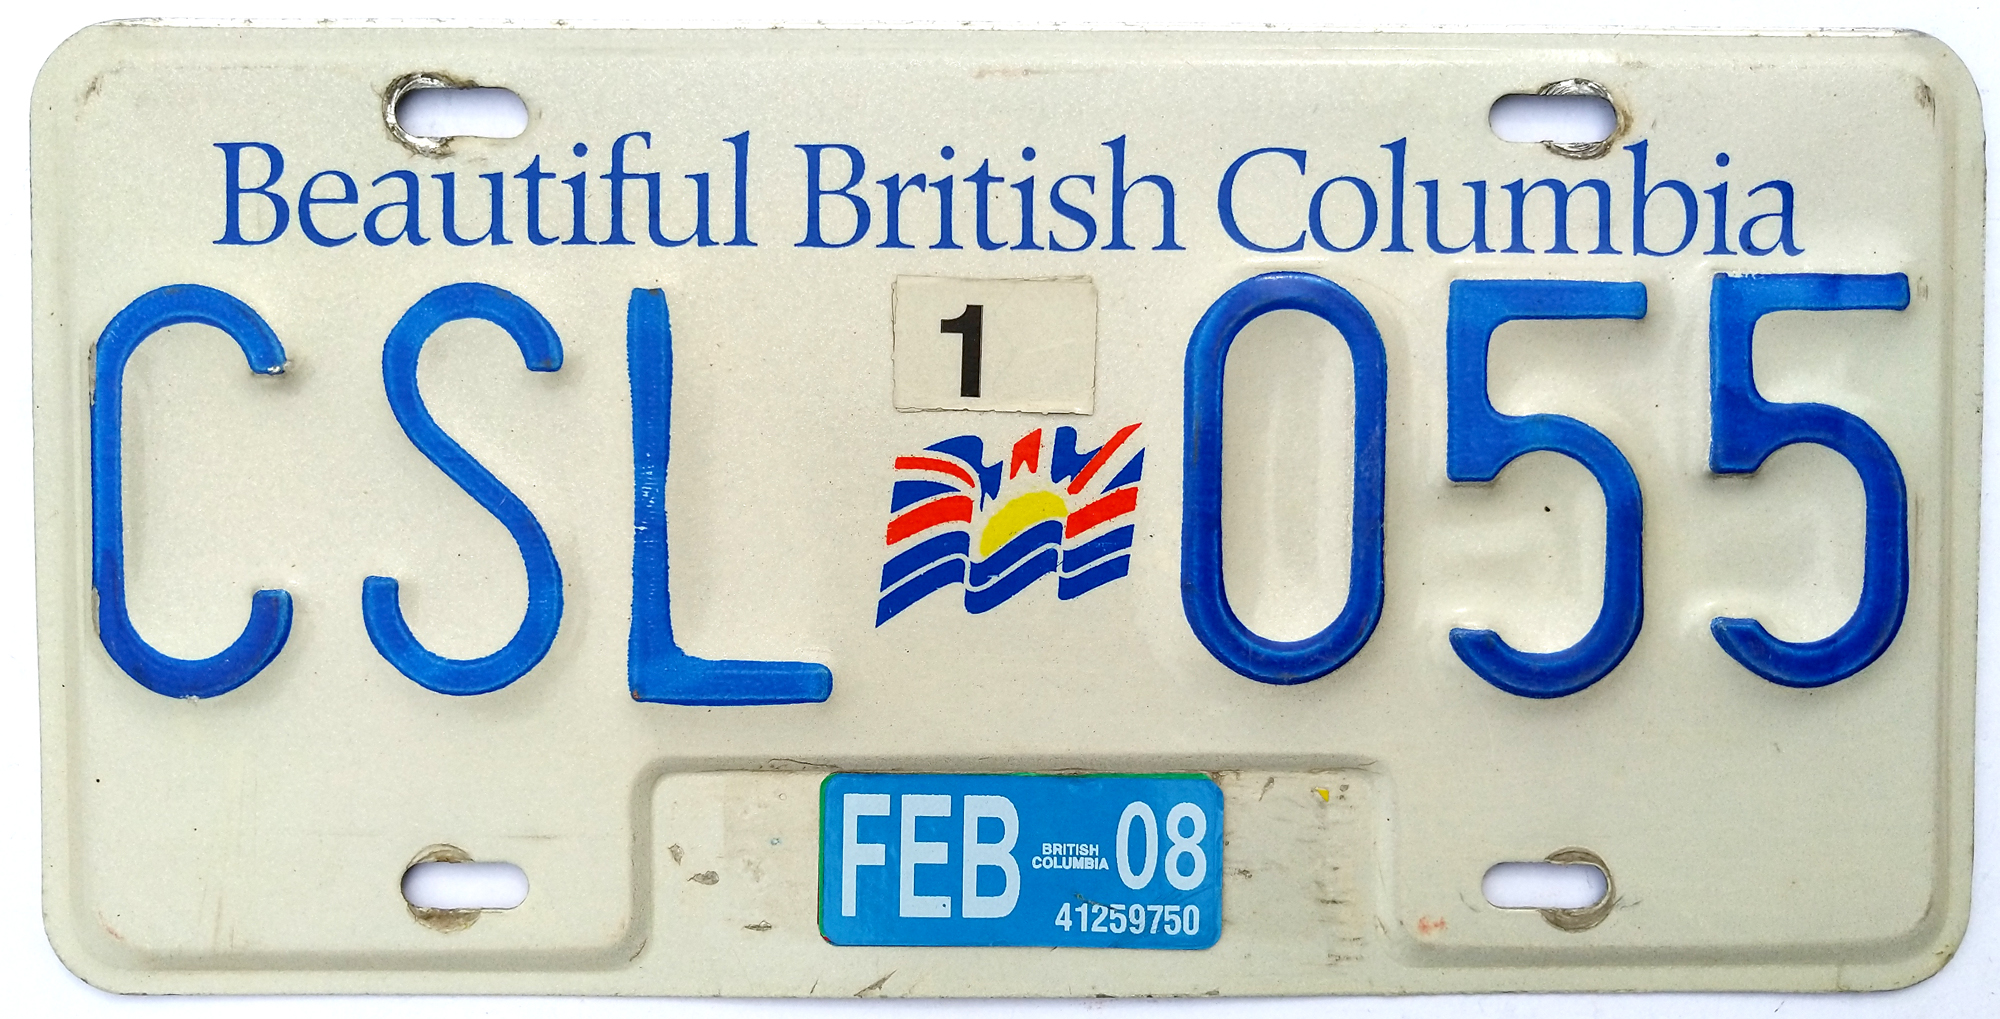 Beautiful British Columbia
1
CSL 055
FEB BRITISH COLUMBIA 08
41259750